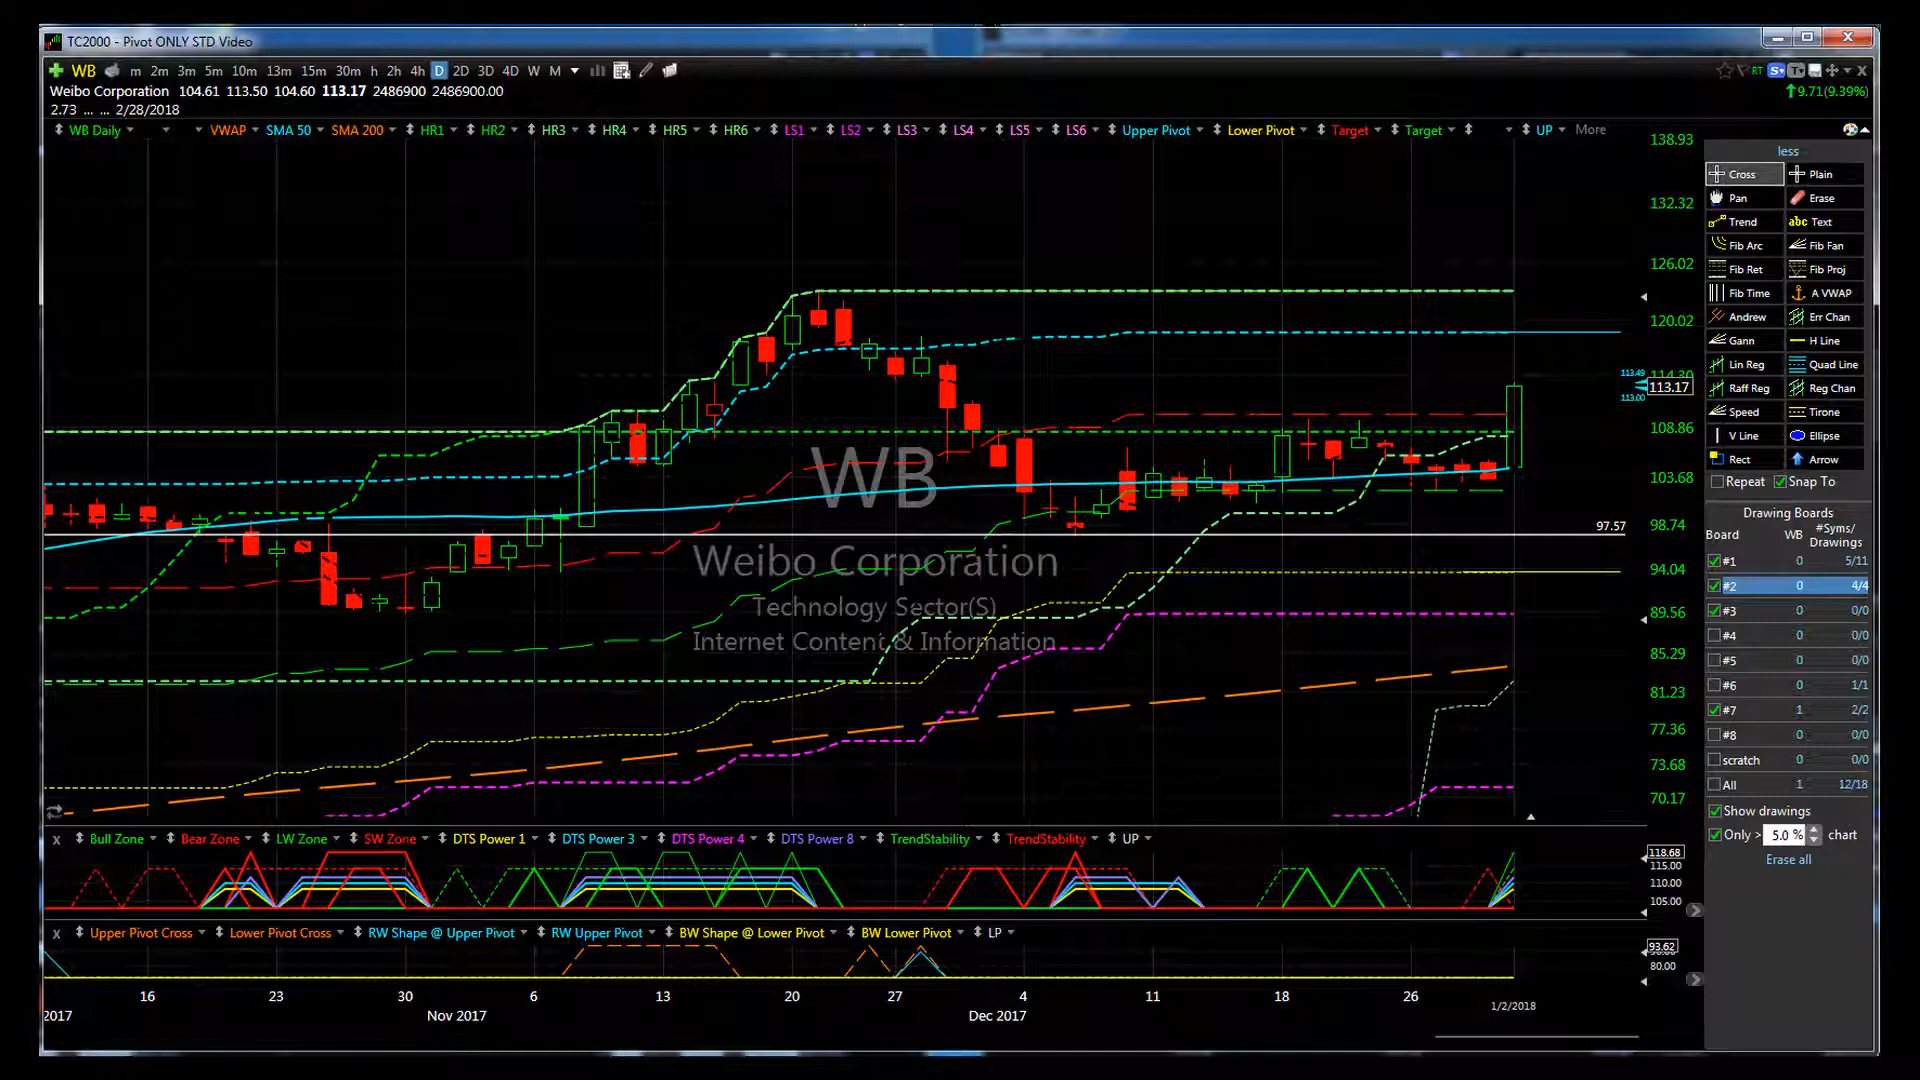 TC2000 - Pivot ONLY STD Video
WB m 2m 3m 5m 10m 13m 15m 30m h 2h 4h D 2D 3D 4D W M RT S T X
Weibo Corporation 104.61 113.50 104.60 113.17 2486900 2486900.00 9.71(9.39%)
2.73 ... ... 2/28/2018
WB Daily VWAP SMA 50 SMA 200 HR1 HR2 HR3 HR4 HR5 HR6 LS1 LS2 LS3 LS4 LS5 LS6 Upper Pivot Lower Pivot Target Target UP More
138.93
132.32
126.02
120.02
114.30
113.49
113.17
113.00
108.86
103.68
98.74
97.57
94.04
89.56
85.29
81.23
77.36
73.68
70.17
WB
Weibo Corporation
Technology Sector(S)
Internet Content & Information
less
Cross Plain
Pan Erase
Trend abc Text
Fib Arc Fib Fan
Fib Ret Fib Proj
Fib Time A VWAP
Andrew Err Chan
Gann H Line
Lin Reg Quad Line
Raff Reg Reg Chan
Speed Tirone
V Line Ellipse
Rect Arrow
Repeat Snap To
Drawing Boards
Board WB #Syms/ Drawings
#1 0 5/11
#2 0 4/4
#3 0 0/0
#4 0 0/0
#5 0 0/0
#6 0 1/1
#7 1 2/2
#8 0 0/0
scratch 0 0/0
All 1 12/18
Show drawings
Only > 5.0 % chart
Erase all
x Bull Zone Bear Zone LW Zone SW Zone DTS Power 1 DTS Power 3 DTS Power 4 DTS Power 8 TrendStability TrendStability UP
118.68
115.00
110.00
105.00
x Upper Pivot Cross Lower Pivot Cross RW Shape @ Upper Pivot RW Upper Pivot BW Shape @ Lower Pivot BW Lower Pivot LP
93.62
80.00
16 23 30 6 13 20 27 4 11 18 26 1/2/2018
2017 Nov 2017 Dec 2017